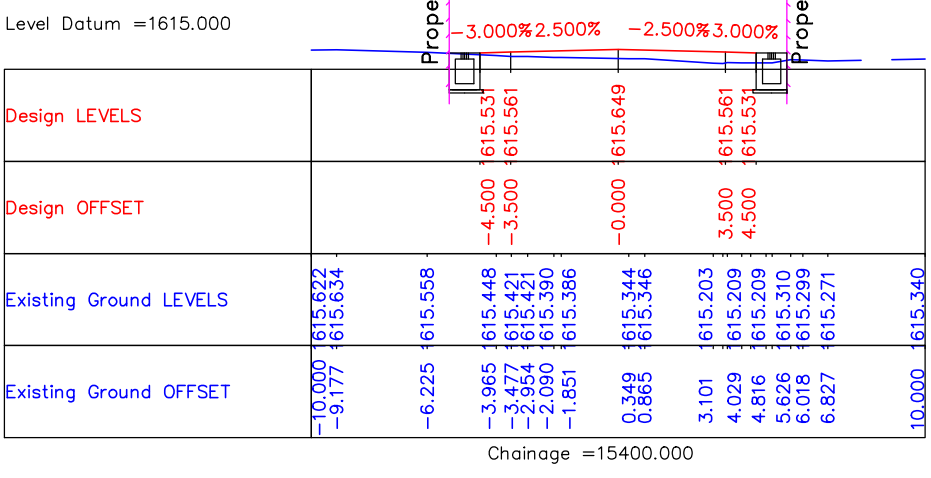 Level Datum =1615.000
Prope
Prope
-3.000% -2.500% -2.500% -3.000%
Design LEVELS 1615.531 1615.561 1615.649 1615.561 1615.531
Design OFFSET -4.500 -3.500 -0.000 3.500 4.500
Existing Ground LEVELS 1615.622 1615.634 1615.558 1615.448 1615.421 1615.421 1615.390 1615.386 1615.344 1615.346 1615.203 1615.209 1615.209 1615.310 1615.299 1615.271 1615.340
Existing Ground OFFSET -10.000 -9.177 -6.225 -3.965 -3.477 -2.954 -2.090 -1.851 0.349 0.865 3.101 4.029 4.816 5.626 6.018 6.827 10.000
Chainage =15400.000